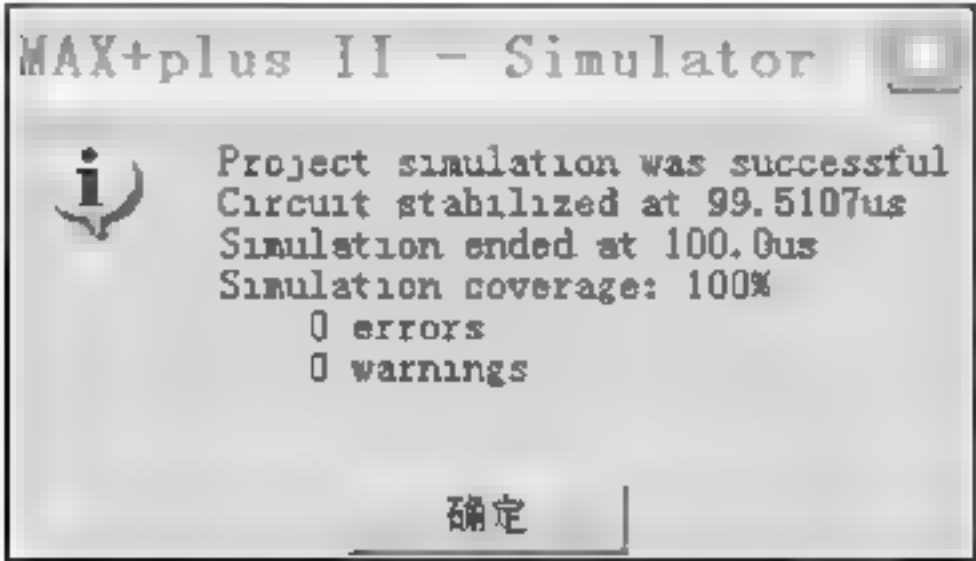 MAX+plus II - Simulator
Project simulation was successful
Circuit stabilized at 99.5107us
Simulation ended at 100.0us
Simulation coverage: 100%
0 errors
0 warnings
确定